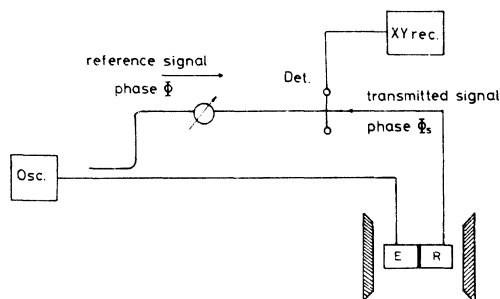 XY rec.
reference signal
phase Φ
Det.
transmitted signal
phase Φs
Osc.
E
R